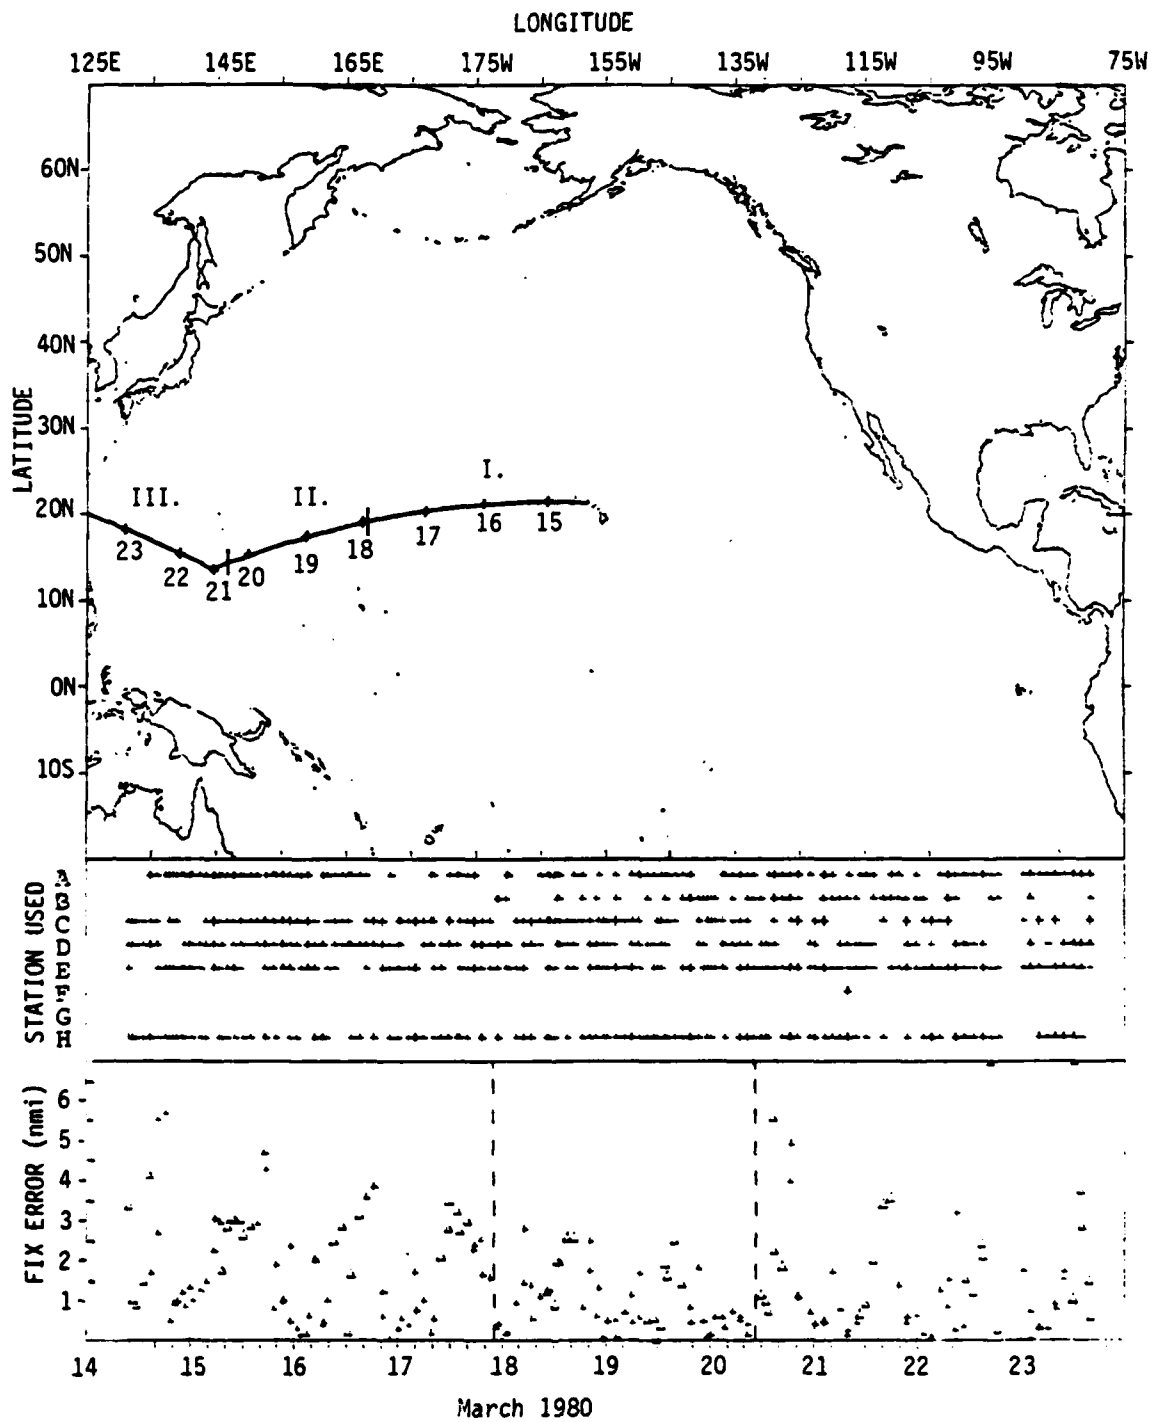 LONGITUDE
125E 145E 165E 175W 155W 135W 115W 95W 75W
60N
50N
40N
30N
20N
10N
0N
10S
LATITUDE
III. II. I.
23 22 21 20 19 18 17 16 15
STATION USED
A
B
C
D
E
F
G
H
FIX ERROR (nmi)
6
5
4
3
2
1
14 15 16 17 18 19 20 21 22 23
March 1980